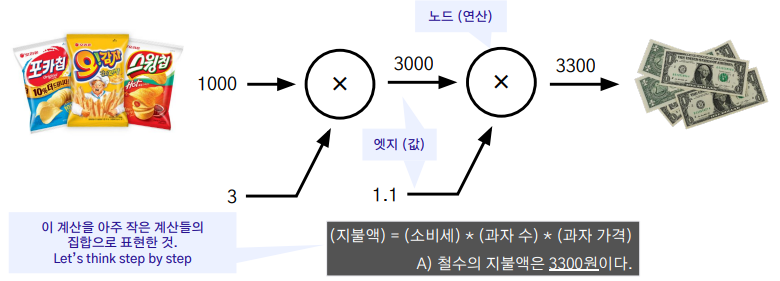 노드 (연산)
포카칩
오!감자
스윙칩
Hot
1000
×
3000
×
3300
엣지 (값)
3
1.1
이 계산을 아주 작은 계산들의
집합으로 표현한 것.
Let's think step by step
(지불액) = (소비세) * (과자 수) * (과자 가격)
A) 철수의 지불액은 3300원이다.